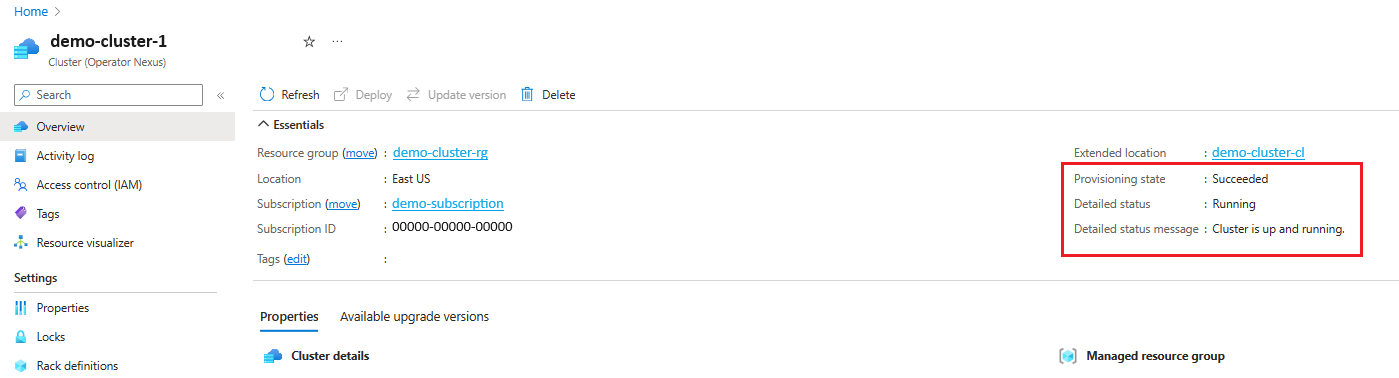 Home
demo-cluster-1
Cluster (Operator Nexus)
Search
Refresh Deploy Update version Delete
Overview
Activity log
Access control (IAM)
Tags
Resource visualizer
Settings
Properties
Locks
Rack definitions
Essentials
Resource group (move) : demo-cluster-rg
Location : East US
Subscription (move) : demo-subscription
Subscription ID : 00000-00000-00000
Tags (edit) :
Extended location : demo-cluster-cl
Provisioning state : Succeeded
Detailed status : Running
Detailed status message : Cluster is up and running.
Properties Available upgrade versions
Cluster details
Managed resource group